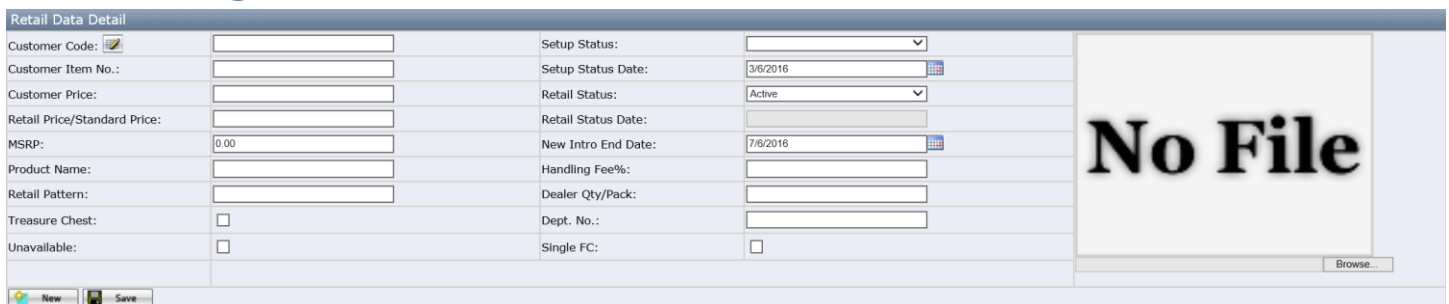 Retail Data Detail
Customer Code: Setup Status:
Customer Item No.: Setup Status Date: 3/6/2016
Customer Price: Retail Status: Active
Retail Price/Standard Price: Retail Status Date:
MSRP: 0.00 New Intro End Date: 7/6/2016
Product Name: Handling Fee%:
Retail Pattern: Dealer Qty/Pack:
Treasure Chest: Dept. No.:
Unavailable: Single FC:
No File
Browse...
New Save